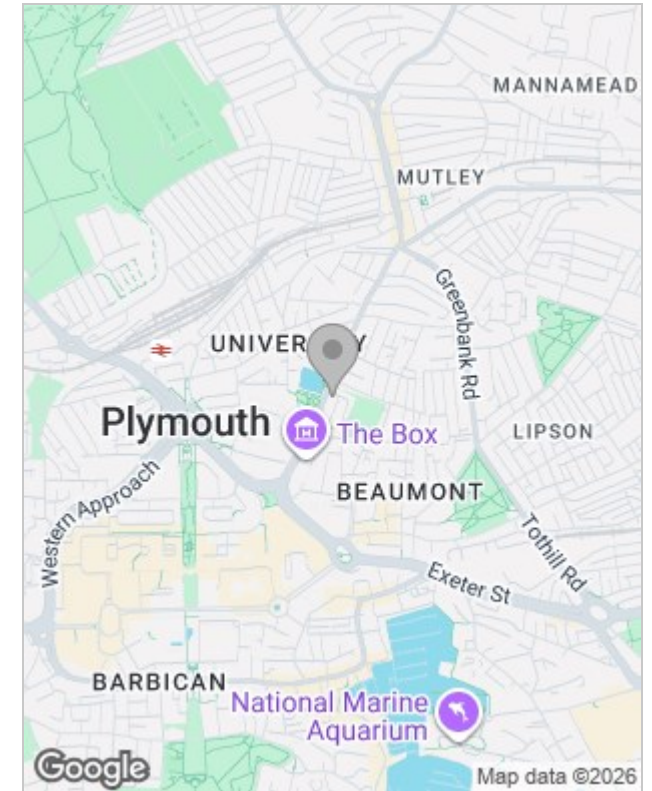 MANNAMEAD
MUTLEY
Greenbank Rd
UNIVER Y
Plymouth
The Box
LIPSON
BEAUMONT
Western Approach
Tothill Rd
Exeter St
BARBICAN
National Marine
Aquarium
Google
Map data ©2026